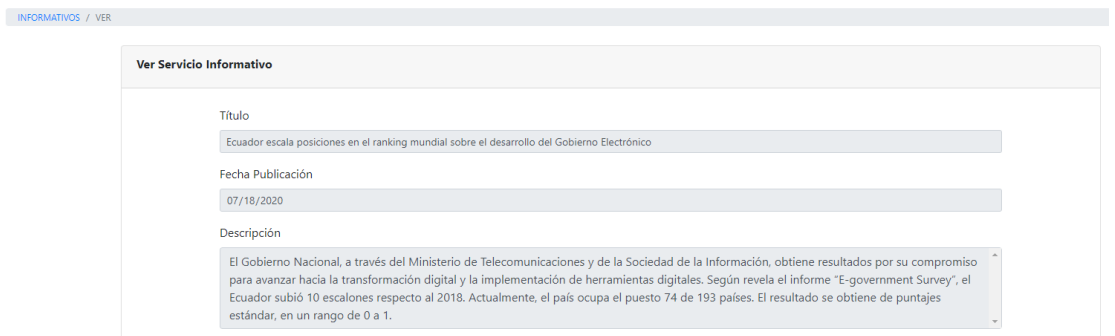 INFORMATIVOS / VER
Ver Servicio Informativo
Título
Ecuador escala posiciones en el ranking mundial sobre el desarrollo del Gobierno Electrónico
Fecha Publicación
07/18/2020
Descripción
El Gobierno Nacional, a través del Ministerio de Telecomunicaciones y de la Sociedad de la Información, obtiene resultados por su compromiso
para avanzar hacia la transformación digital y la implementación de herramientas digitales. Según revela el informe “E-government Survey”, el
Ecuador subió 10 escalones respecto al 2018. Actualmente, el país ocupa el puesto 74 de 193 países. El resultado se obtiene de puntajes
estándar, en un rango de 0 a 1.